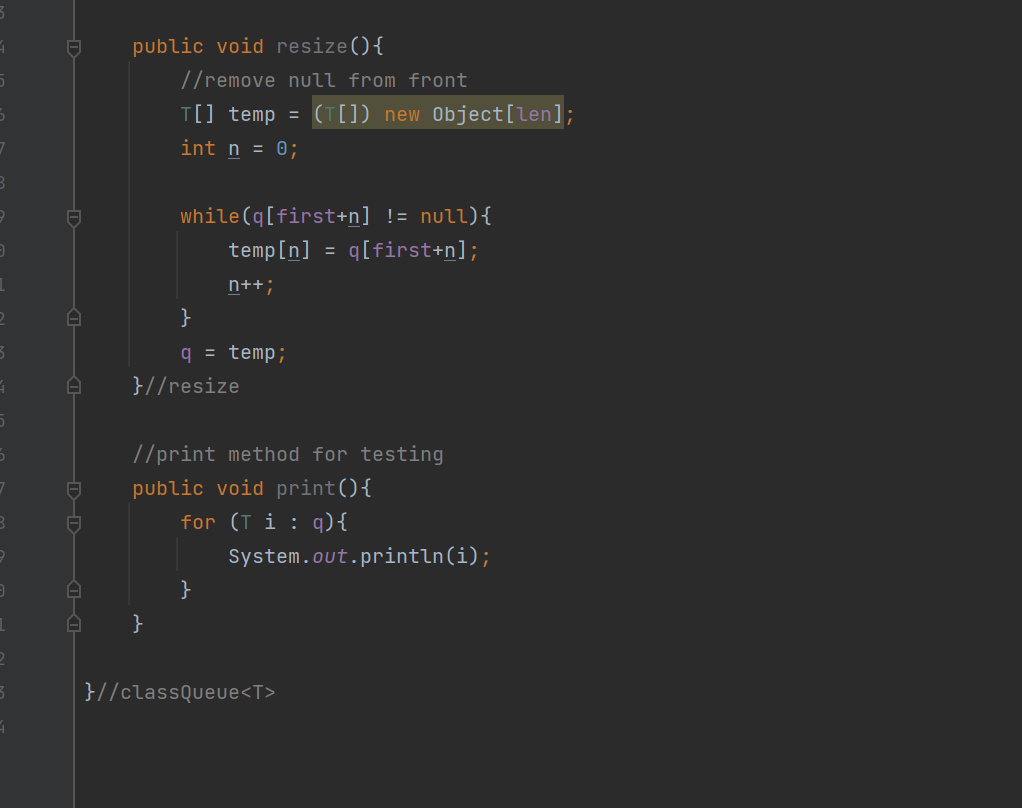 public void resize(){
//remove null from front
T[] temp = (T[]) new Object[len];
int n = 0;
while(q[first+n] != null){
temp[n] = q[first+n];
n++;
}
q = temp;
}//resize
//print method for testing
public void print(){
for (T i : q){
System.out.println(i);
}
}
}//classQueue<T>